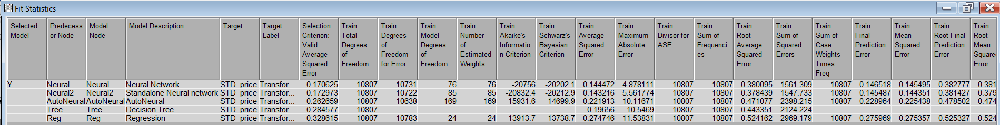 Fit Statistics
Selected Model | Predecess or Node | Model Node | Model Description | Target | Target Label | Selection Criterion: Valid: Average Squared Error | Train: Total Degrees of Freedom | Train: Degrees of Freedom for Error | Train: Model Degrees of Freedom | Train: Number of Estimated Weights | Train: Akaike's Informatio n Criterion | Train: Schwarz's Bayesian Criterion | Train: Average Squared Error | Train: Maximum Absolute Error | Train: Divisor for ASE | Train: Sum of Frequenci es | Train: Root Average Squared Error | Train: Sum of Squared Errors | Train: Sum of Case Weights Times Freq | Train: Final Prediction Error | Train: Mean Squared Error | Train: Root Final Prediction Error | Train: Root Mean Squared Error
Y | Neural | Neural | Neural Network | STD_price | Transfor... | 0.170625 | 10807 | 10731 | 76 | 76 | -20756 | -20202.1 | 0.144472 | 4.878111 | 10807 | 10807 | 0.380095 | 1561.309 | 10807 | 0.146518 | 0.145495 | 0.382777 | 0.381
Neural2 | Neural2 | Standalone Neural network | STD_price | Transfor... | 0.172973 | 10807 | 10722 | 85 | 85 | -20832.4 | -20212.9 | 0.143216 | 5.561774 | 10807 | 10807 | 0.378439 | 1547.733 | 10807 | 0.145487 | 0.144351 | 0.381427 | 0.379
AutoNeural | AutoNeural | AutoNeural | STD_price | Transfor... | 0.262659 | 10807 | 10638 | 169 | 169 | -15931.6 | -14699.9 | 0.221913 | 10.11671 | 10807 | 10807 | 0.471077 | 2398.215 | 10807 | 0.228964 | 0.225438 | 0.478502 | 0.474
Tree | Tree | Decision Tree | STD_price | Transfor... | 0.284577 | 10807 | . | . | . | . | . | 0.19656 | 10.5469 | 10807 | 10807 | 0.443351 | 2124.224 | . | . | . | . | .
Reg | Reg | Regression | STD_price | Transfor... | 0.328615 | 10807 | 10783 | 24 | 24 | -13913.7 | -13738.7 | 0.274746 | 11.53831 | 10807 | 10807 | 0.524162 | 2969.179 | 10807 | 0.275969 | 0.275357 | 0.525327 | 0.524